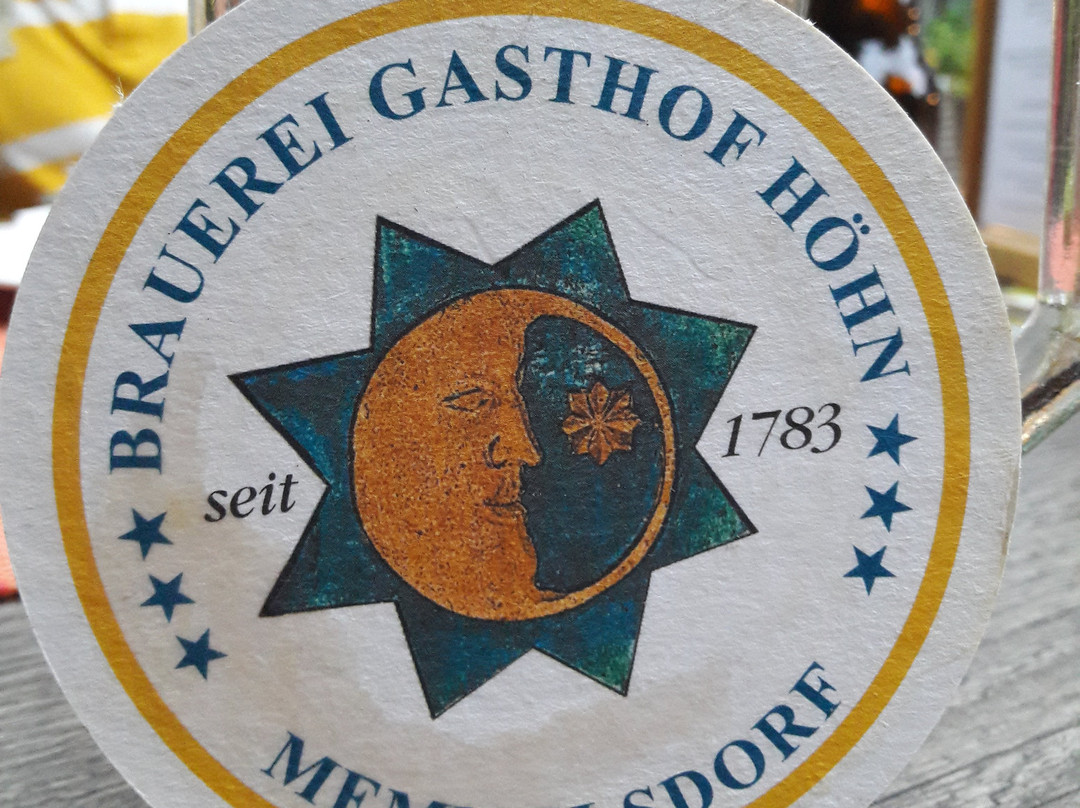 BRAUEREI GASTHOF HÖHN
seit 1783